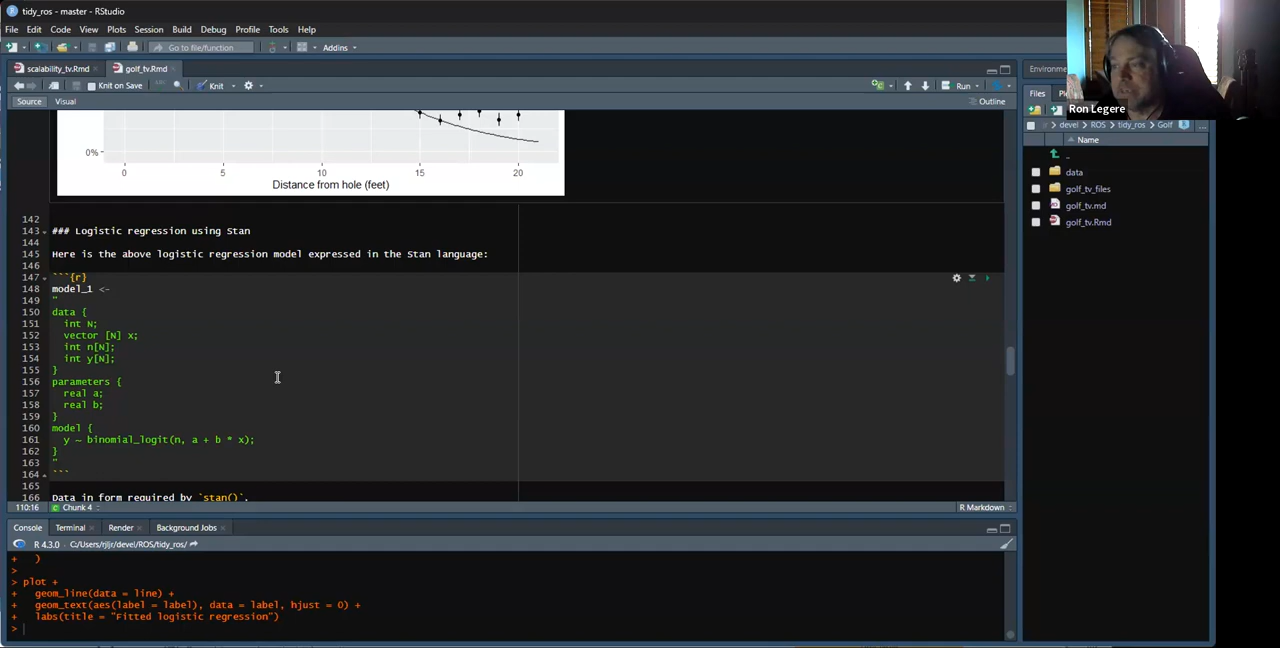 tidy_ros - master - RStudio
File Edit Code View Plots Session Build Debug Profile Tools Help
Go to file/function Addins
scalability_tv.Rmd golf_tv.Rmd
Knit on Save Knit Run
Source Visual Outline
0%
0 5 10 15 20
Distance from hole (feet)
142
143 ### Logistic regression using Stan
144
145 Here is the above logistic regression model expressed in the Stan language:
146
147 ```{r}
148 model_1 <-
149 "
150 data {
151 int N;
152 vector [N] x;
153 int n[N];
154 int y[N];
155 }
156 parameters {
157 real a;
158 real b;
159 }
160 model {
161 y ~ binomial_logit(n, a + b * x);
162 }
163 "
164 ```
165
166 Data in form required by `stan()`.
110:16 Chunk 4 R Markdown
Console Terminal Render Background Jobs
R 4.3.0 · C:/Users/rjljr/devel/ROS/tidy_ros/
+ )
>
> plot +
+ geom_line(data = line) +
+ geom_text(aes(label = label), data = label, hjust = 0) +
+ labs(title = "Fitted logistic regression")
>
Environme
Files
Ron Legere
> devel > ROS > tidy_ros > Golf ...
Name
..
data
golf_tv_files
golf_tv.md
golf_tv.Rmd